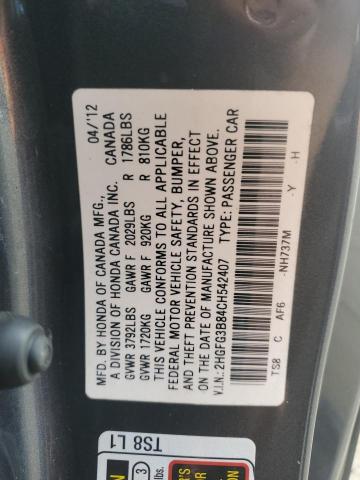 MFD. BY HONDA OF CANADA MFG., 04/'12
A DIVISION OF HONDA CANADA INC. CANADA
GVWR 3792LBS GAWR F 2029LBS R 1786LBS
GVWR 1720KG GAWR F 920KG R 810KG
THIS VEHICLE CONFORMS TO ALL APPLICABLE
FEDERAL MOTOR VEHICLE SAFETY, BUMPER,
AND THEFT PREVENTION STANDARDS IN EFFECT
ON THE DATE OF MANUFACTURE SHOWN ABOVE.
V.I.N.: 2HGFG3B84CH542407 TYPE: PASSENGER CAR
TS8 C AF6 -NH737M -Y -H
TS8 L1
3
lbs.